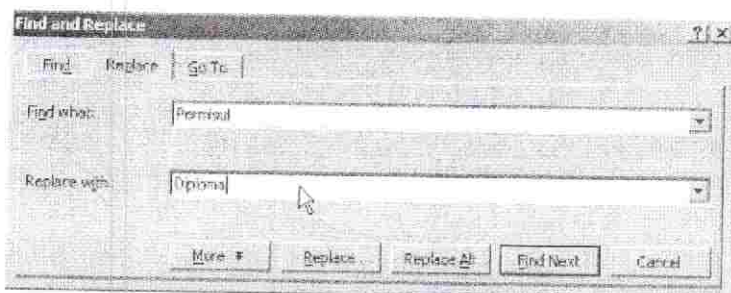 Find and Replace
Find Replace Go To
Find what: Permisul
Replace with: Diploma
More Replace Replace All Find Next Cancel